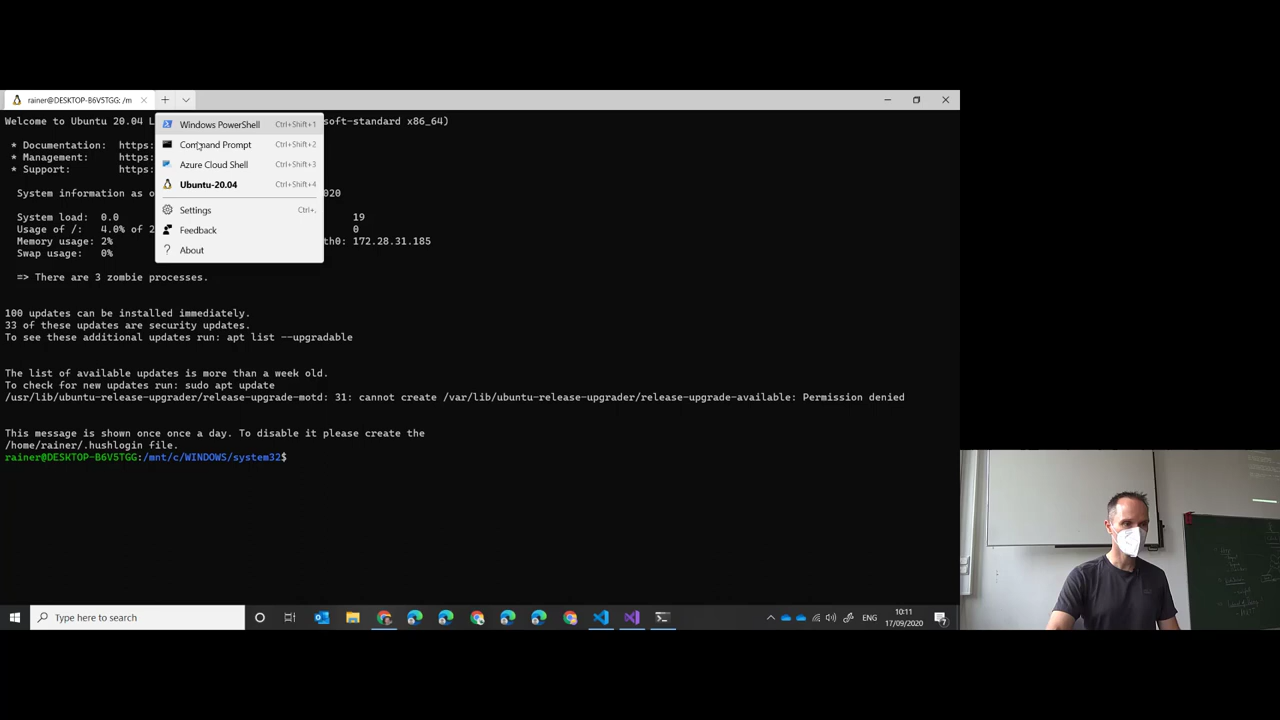 rainer@DESKTOP-B6V5TGG: /m
Welcome to Ubuntu 20.04 L
soft-standard x86_64)
Windows PowerShell Ctrl+Shift+1
Command Prompt Ctrl+Shift+2
Azure Cloud Shell Ctrl+Shift+3
Ubuntu-20.04 Ctrl+Shift+4
Settings Ctrl+,
Feedback
About
* Documentation: https:
* Management: https:
* Support: https:
System information as o
020
System load: 0.0
19
Usage of /: 4.0% of 2
0
Memory usage: 2%
th0: 172.28.31.185
Swap usage: 0%
=> There are 3 zombie processes.
100 updates can be installed immediately.
33 of these updates are security updates.
To see these additional updates run: apt list --upgradable
The list of available updates is more than a week old.
To check for new updates run: sudo apt update
/usr/lib/ubuntu-release-upgrader/release-upgrade-motd: 31: cannot create /var/lib/ubuntu-release-upgrader/release-upgrade-available: Permission denied
This message is shown once once a day. To disable it please create the
/home/rainer/.hushlogin file.
rainer@DESKTOP-B6V5TGG:/mnt/c/WINDOWS/system32$
Type here to search
ENG
10:11
17/09/2020
7